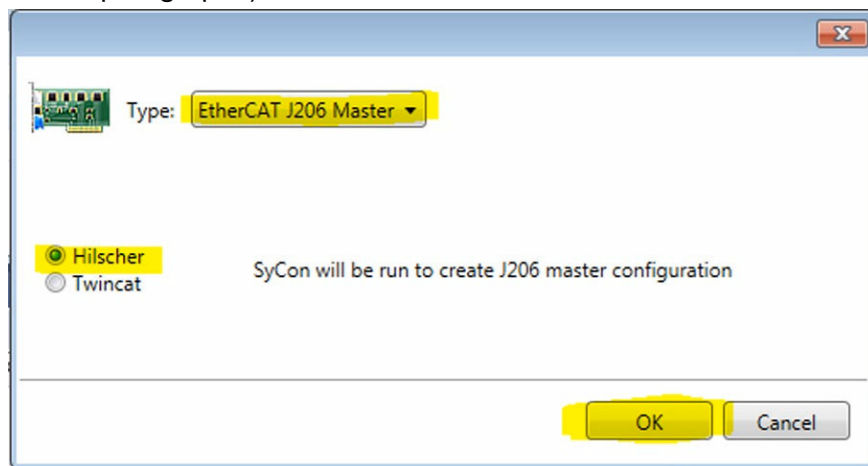 Type: EtherCAT J206 Master
Hilscher
Twincat
SyCon will be run to create J206 master configuration
OK
Cancel